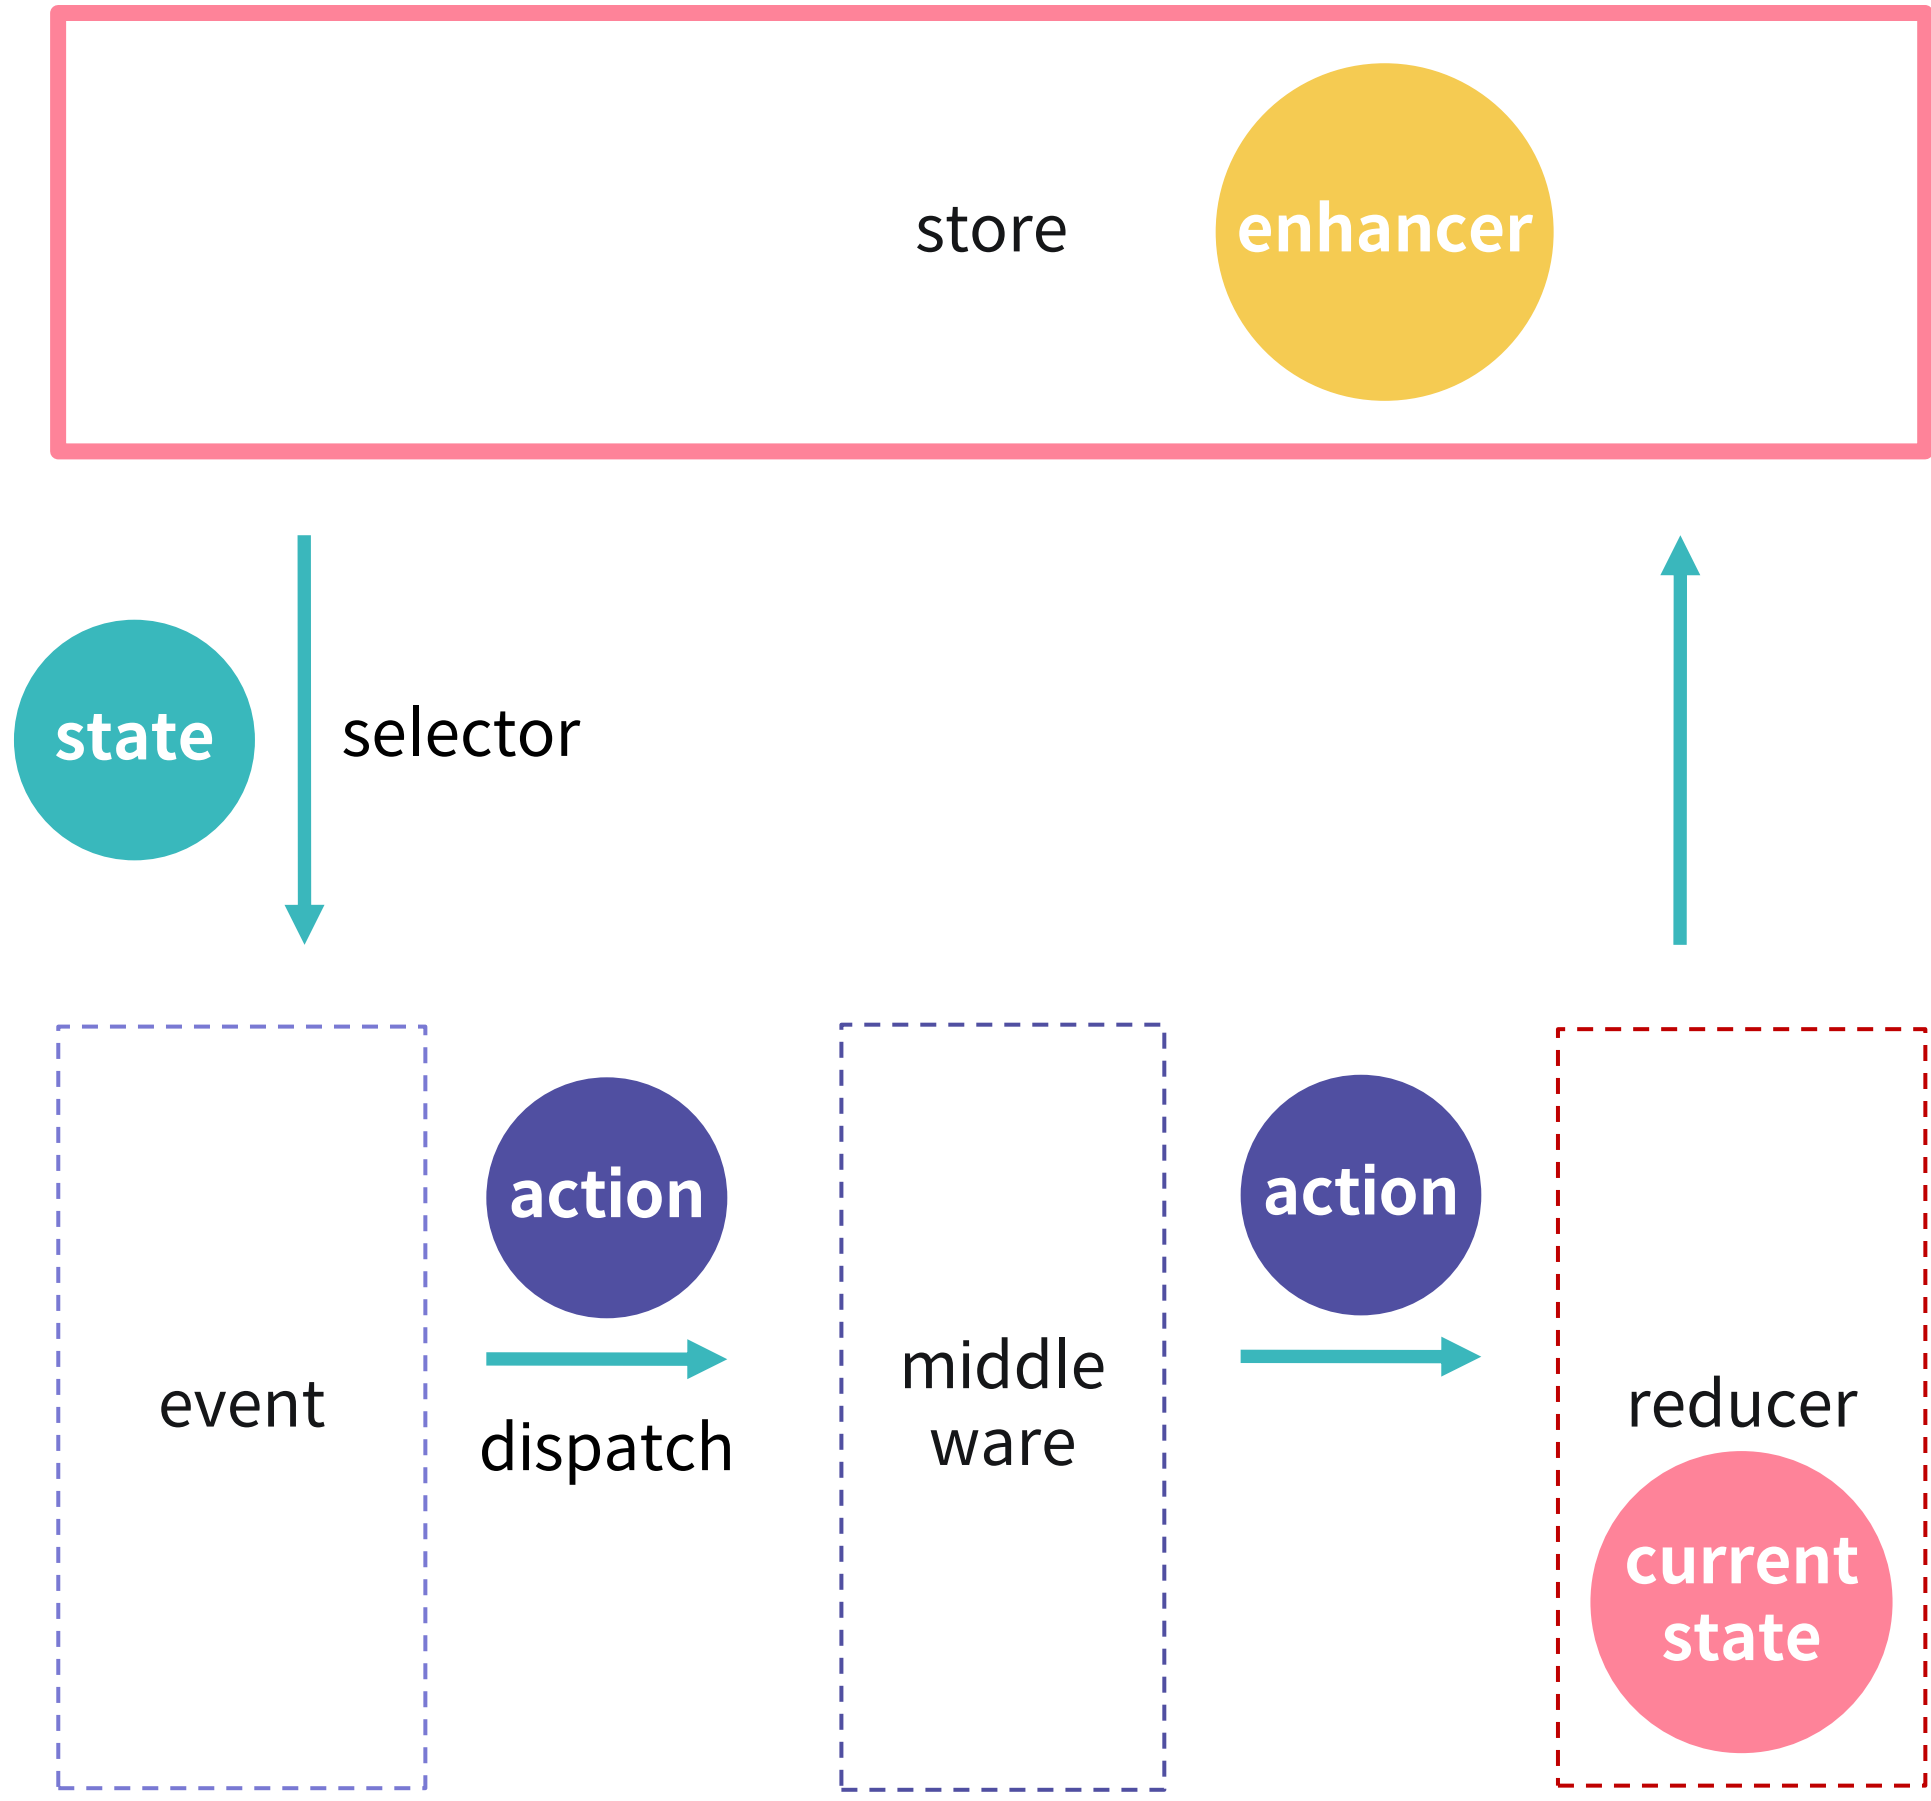 store
enhancer
state
selector
event
action
dispatch
middle
ware
action
reducer
current
state